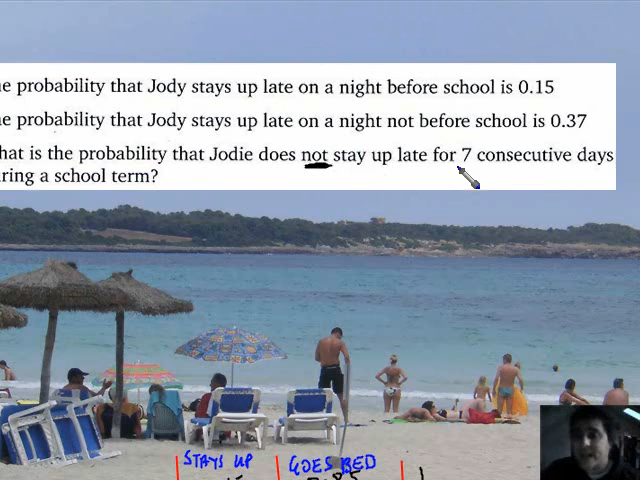 probability that Jody stays up late on a night before school is 0.15
probability that Jody stays up late on a night not before school is 0.37
is the probability that Jodie does not stay up late for 7 consecutive days
a school term?
STAYS UP GOES BED